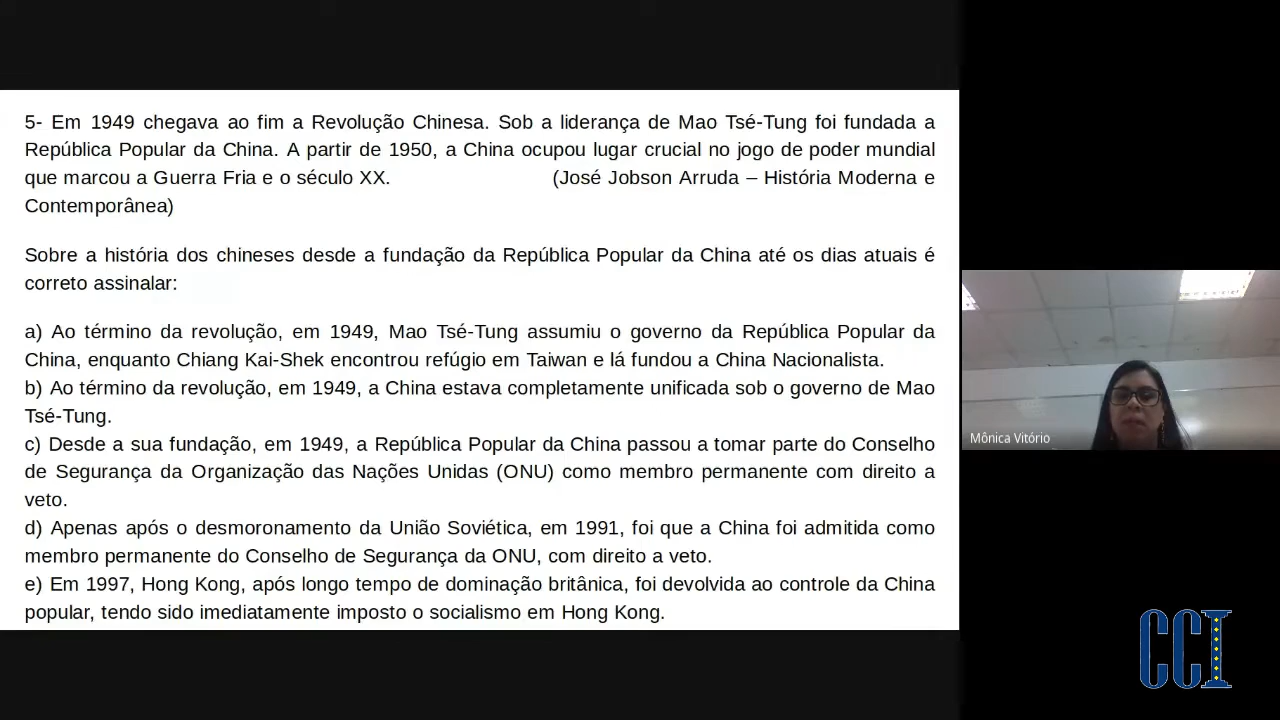 5- Em 1949 chegava ao fim a Revolução Chinesa. Sob a liderança de Mao Tsé-Tung foi fundada a
República Popular da China. A partir de 1950, a China ocupou lugar crucial no jogo de poder mundial
que marcou a Guerra Fria e o século XX. (José Jobson Arruda – História Moderna e
Contemporânea)
Sobre a história dos chineses desde a fundação da República Popular da China até os dias atuais é
correto assinalar:
a) Ao término da revolução, em 1949, Mao Tsé-Tung assumiu o governo da República Popular da
China, enquanto Chiang Kai-Shek encontrou refúgio em Taiwan e lá fundou a China Nacionalista.
b) Ao término da revolução, em 1949, a China estava completamente unificada sob o governo de Mao
Tsé-Tung.
c) Desde a sua fundação, em 1949, a República Popular da China passou a tomar parte do Conselho
de Segurança da Organização das Nações Unidas (ONU) como membro permanente com direito a
veto.
d) Apenas após o desmoronamento da União Soviética, em 1991, foi que a China foi admitida como
membro permanente do Conselho de Segurança da ONU, com direito a veto.
e) Em 1997, Hong Kong, após longo tempo de dominação britânica, foi devolvida ao controle da China
popular, tendo sido imediatamente imposto o socialismo em Hong Kong.
Mônica Vitório
CCI